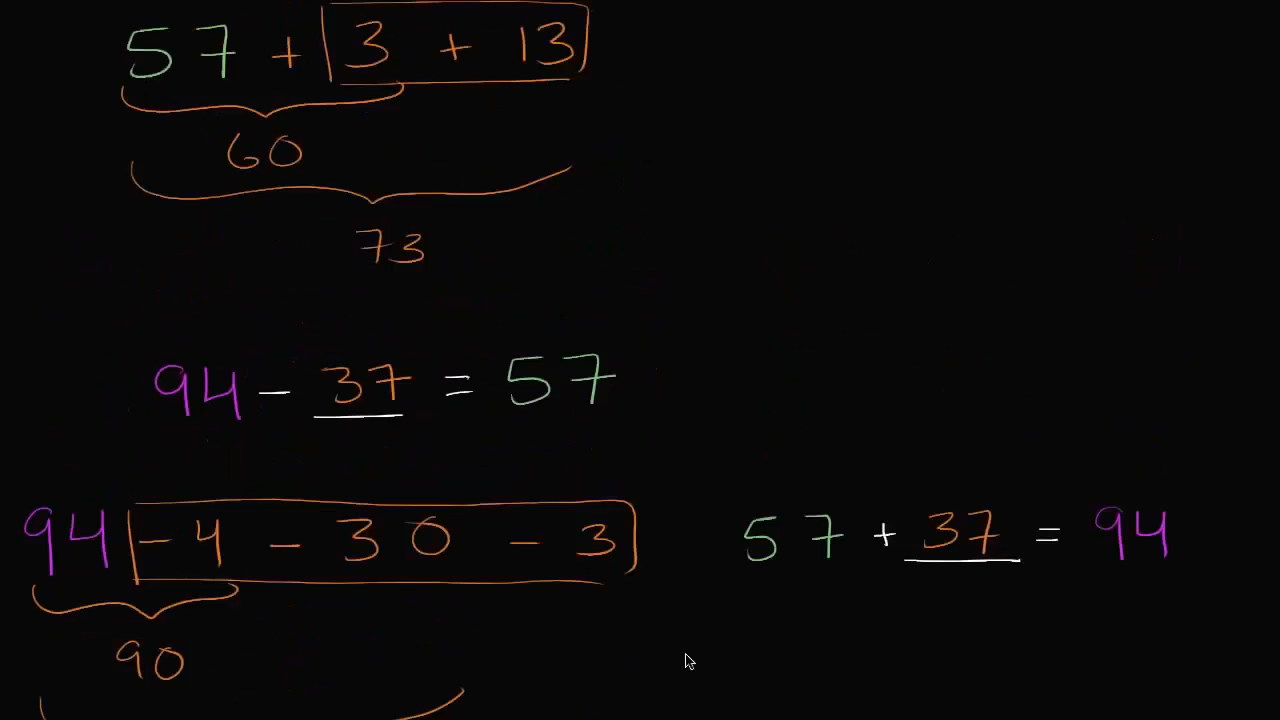 57 + 3 + 13
60
73
94 - 37 = 57
94 - 4 - 30 - 3
57 + 37 = 94
90